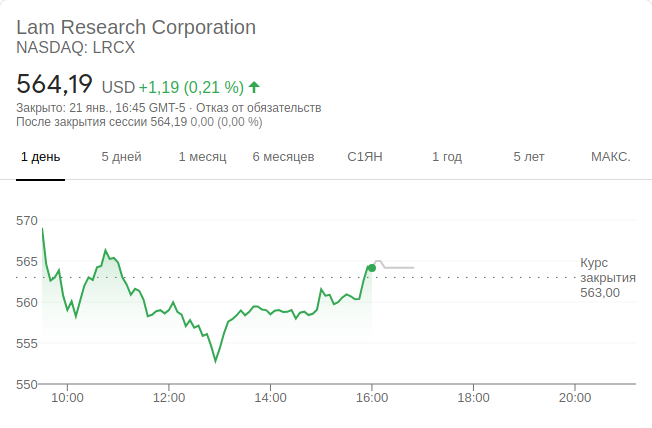 Lam Research Corporation
NASDAQ: LRCX
564,19 USD +1,19 (0,21 %)
Закрыто: 21 янв., 16:45 GMT-5 · Отказ от обязательств
После закрытия сессии 564,19 0,00 (0,00 %)
1 день 5 дней 1 месяц 6 месяцев С1ЯН 1 год 5 лет МАКС.
570
565
560
555
550
Курс
закрытия
563,00
10:00 12:00 14:00 16:00 18:00 20:00